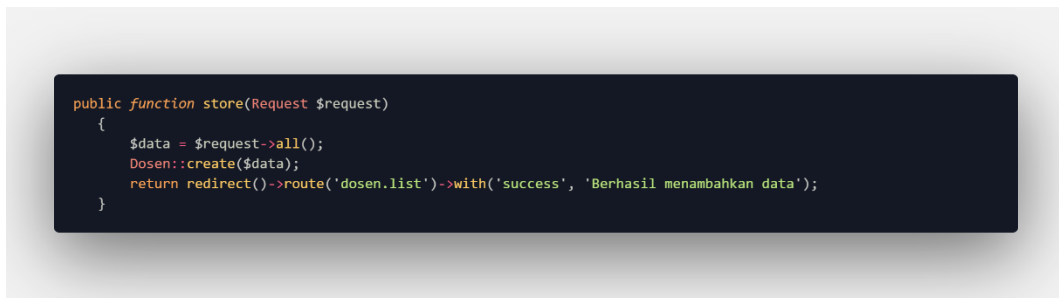 public function store(Request $request)
{
$data = $request->all();
Dosen::create($data);
return redirect()->route('dosen.list')->with('success', 'Berhasil menambahkan data');
}